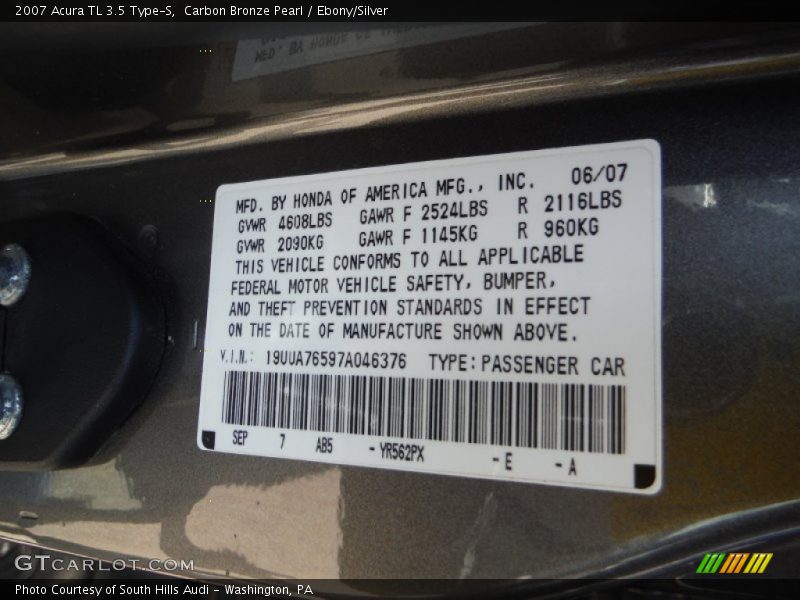 2007 Acura TL 3.5 Type-S, Carbon Bronze Pearl / Ebony/Silver
MFD. BY HONDA OF AMERICA MFG., INC. 06/07
GVWR 4608LBS GAWR F 2524LBS R 2116LBS
GVWR 2090KG GAWR F 1145KG R 960KG
THIS VEHICLE CONFORMS TO ALL APPLICABLE
FEDERAL MOTOR VEHICLE SAFETY, BUMPER,
AND THEFT PREVENTION STANDARDS IN EFFECT
ON THE DATE OF MANUFACTURE SHOWN ABOVE.
V.I.N.: 19UUA76597A046376 TYPE: PASSENGER CAR
SEP 7 AB5 - YR562PX - E - A
GTCARLOT.COM
Photo Courtesy of South Hills Audi - Washington, PA